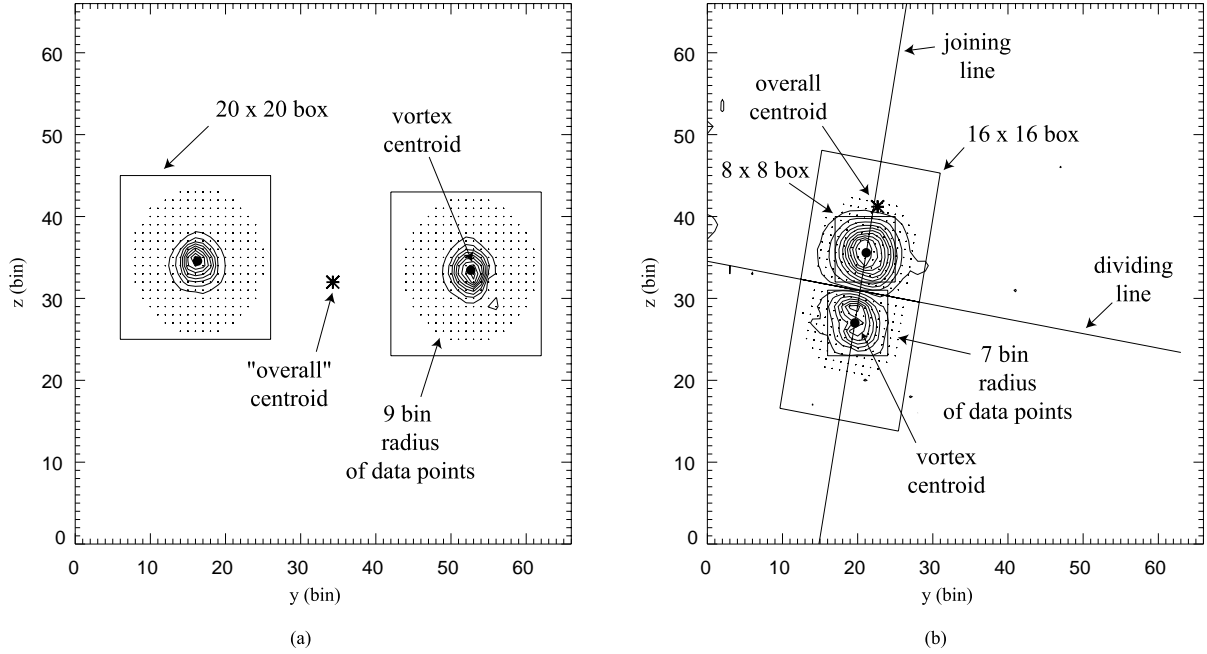 60
50
40
30
20
10
0
z (bin)
0 10 20 30 40 50 60
y (bin)
20 x 20 box
vortex
centroid
"overall"
centroid
9 bin
radius
of data points
(a)
60
50
40
30
20
10
0
z (bin)
0 10 20 30 40 50 60
y (bin)
joining
line
overall
centroid
16 x 16 box
8 x 8 box
dividing
line
7 bin
radius
of data points
vortex
centroid
(b)